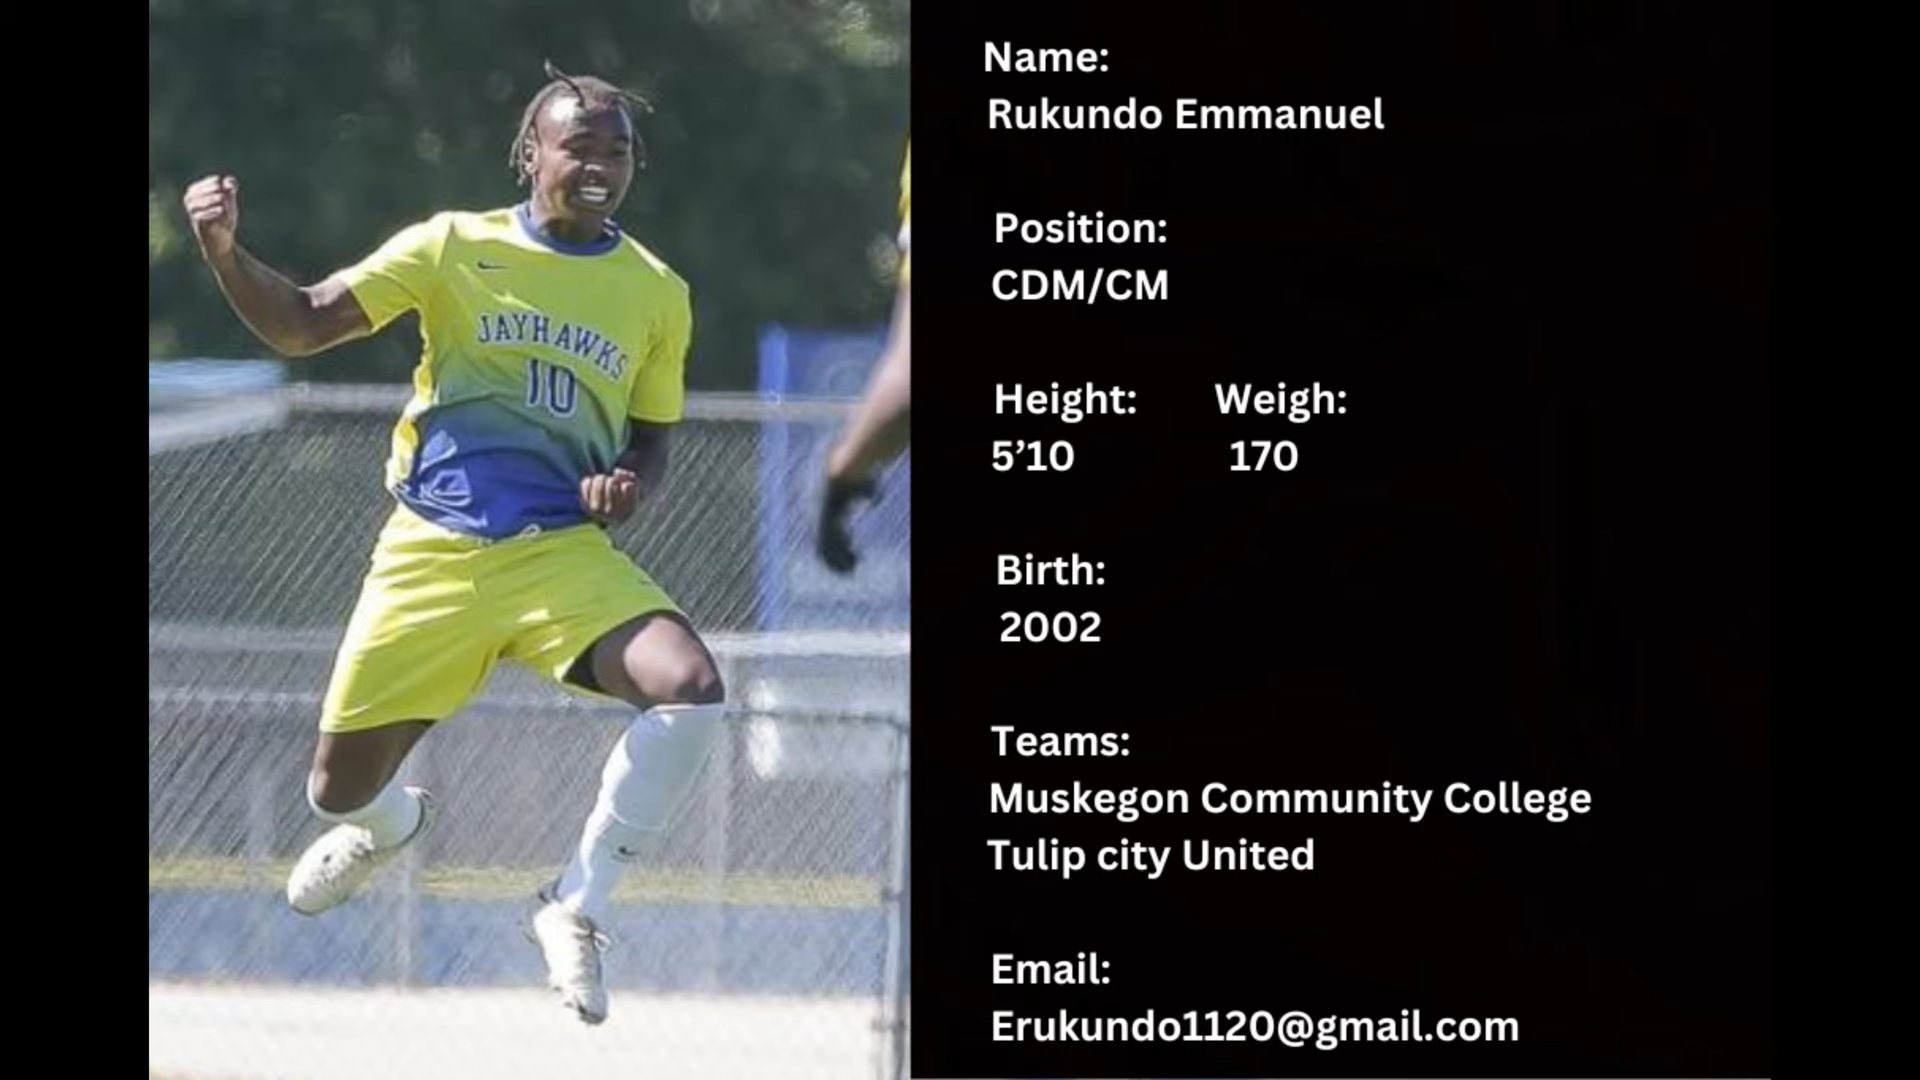 JAYHAWKS
10
Name:
Rukundo Emmanuel
Position:
CDM/CM
Height: Weigh:
5’10 170
Birth:
2002
Teams:
Muskegon Community College
Tulip city United
Email:
Erukundo1120@gmail.com